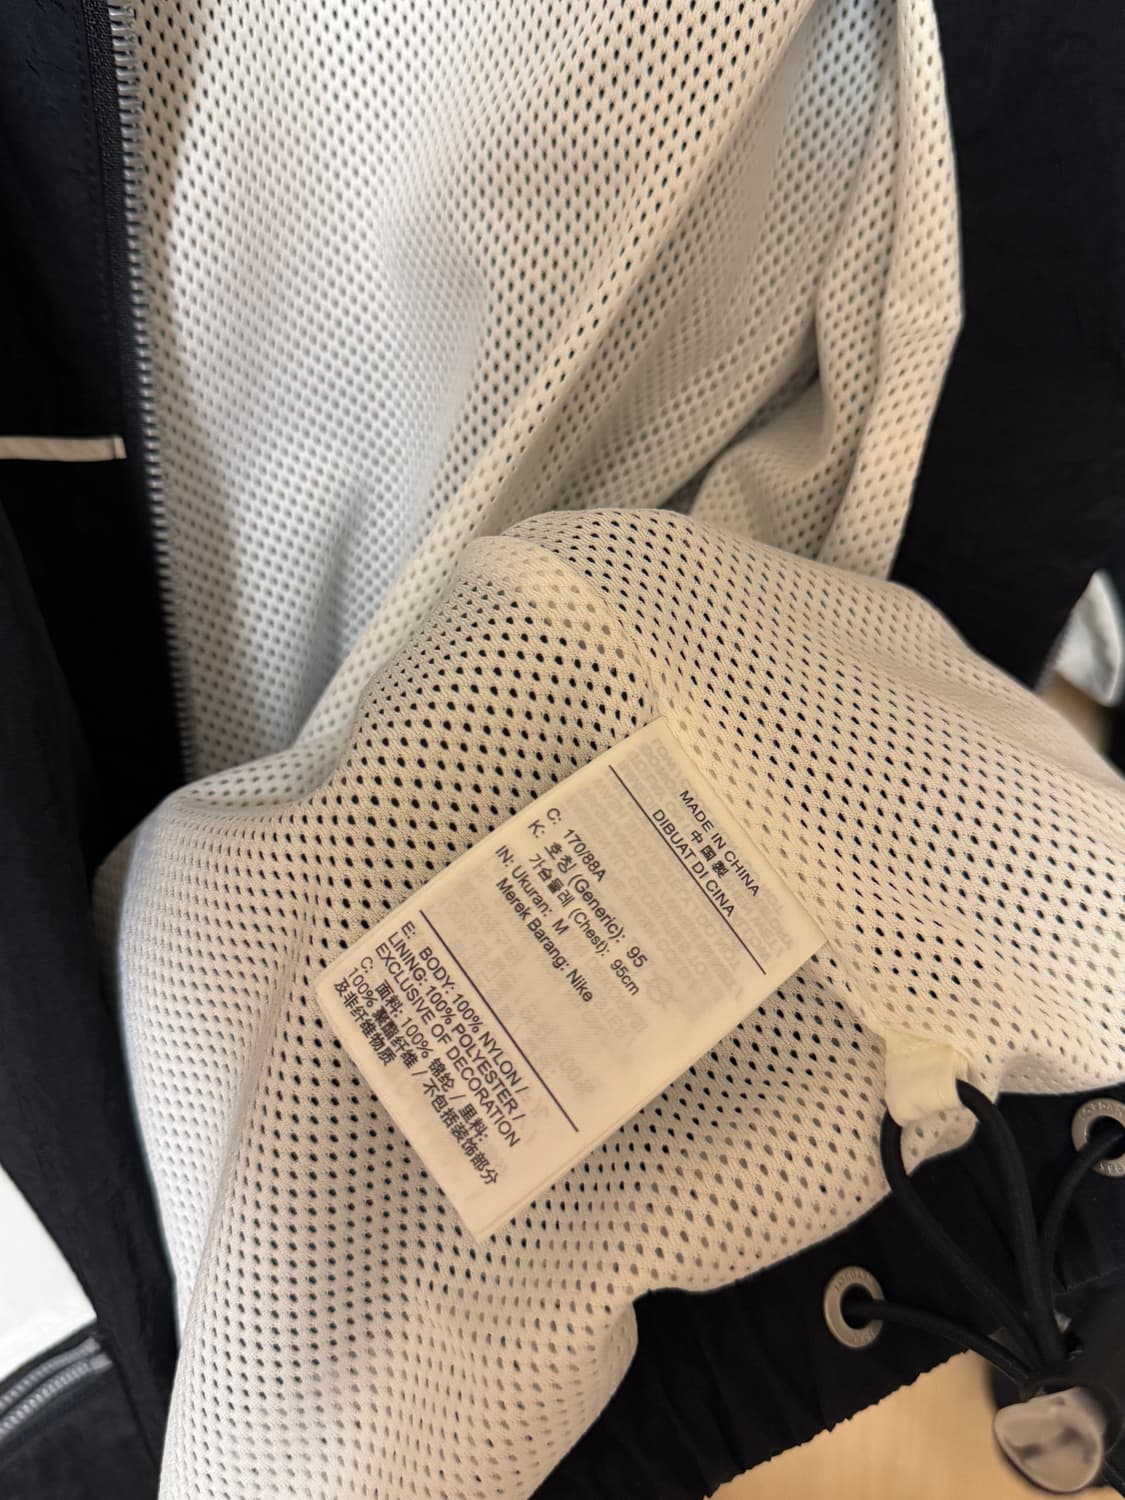 MADE IN CHINA
中国製
DIBUAT DI CINA
C: 170/88A
K: 호칭 (Generic): 95
가슴둘레 (Chest): 95cm
IN: Ukuran: M
Merek Barang: Nike
E: BODY: 100% NYLON /
LINING: 100% POLYESTER /
EXCLUSIVE OF DECORATION
C: 面料: 100% 锦纶 / 里料:
100% 聚酯纤维 / 不包括装饰部分
及非纤维物质